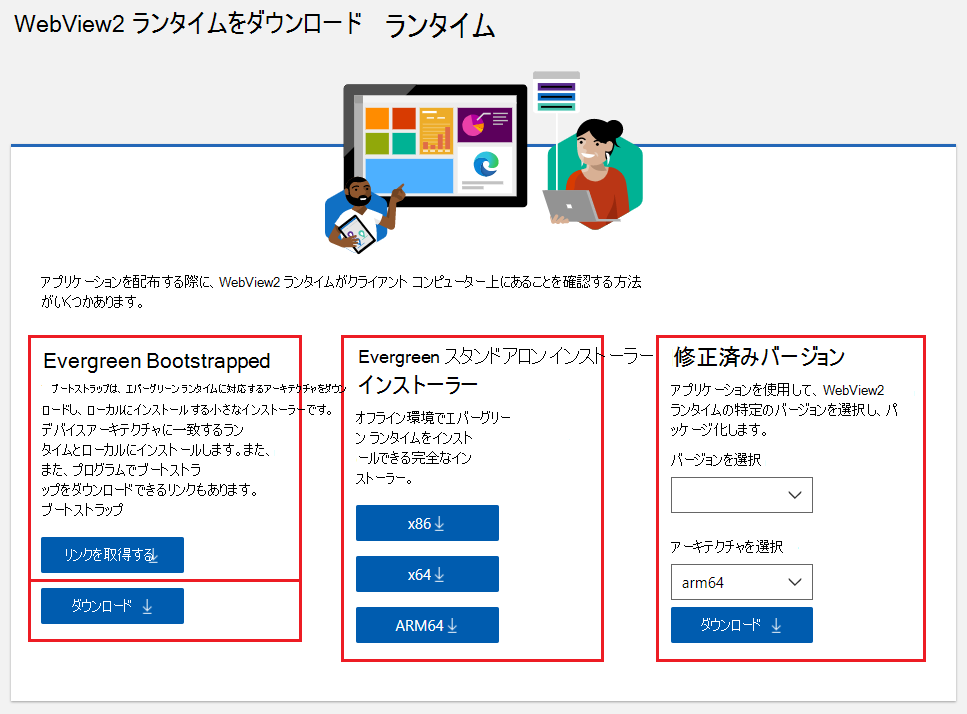 WebView2 ランタイムをダウンロード ランタイム
アプリケーションを配布する際に、WebView2 ランタイムがクライアント コンピューター上にあることを確認する方法
がいくつかあります。
Evergreen Bootstrapped
ブートストラップは、エバーグリーンランタイムに対応するアーキテクチャをダウン
ロードし、ローカルにインストールする小さなインストーラーです。
デバイスアーキテクチャに一致するラン
タイムとローカルにインストールします。また、
また、プログラムでブートストラ
ップをダウンロードできるリンクもあります。
ブートストラップ
リンクを取得する
ダウンロード
Evergreen スタンドアロンインストーラー
インストーラー
オフライン環境でエバーグリー
ン ランタイムをインスト
ールできる完全なイン
ストーラー。
x86
x64
ARM64
修正済みバージョン
アプリケーションを使用して、WebView2
ランタイムの特定のバージョンを選択し、パ
ッケージ化します。
バージョンを選択
アーキテクチャを選択
arm64
ダウンロード